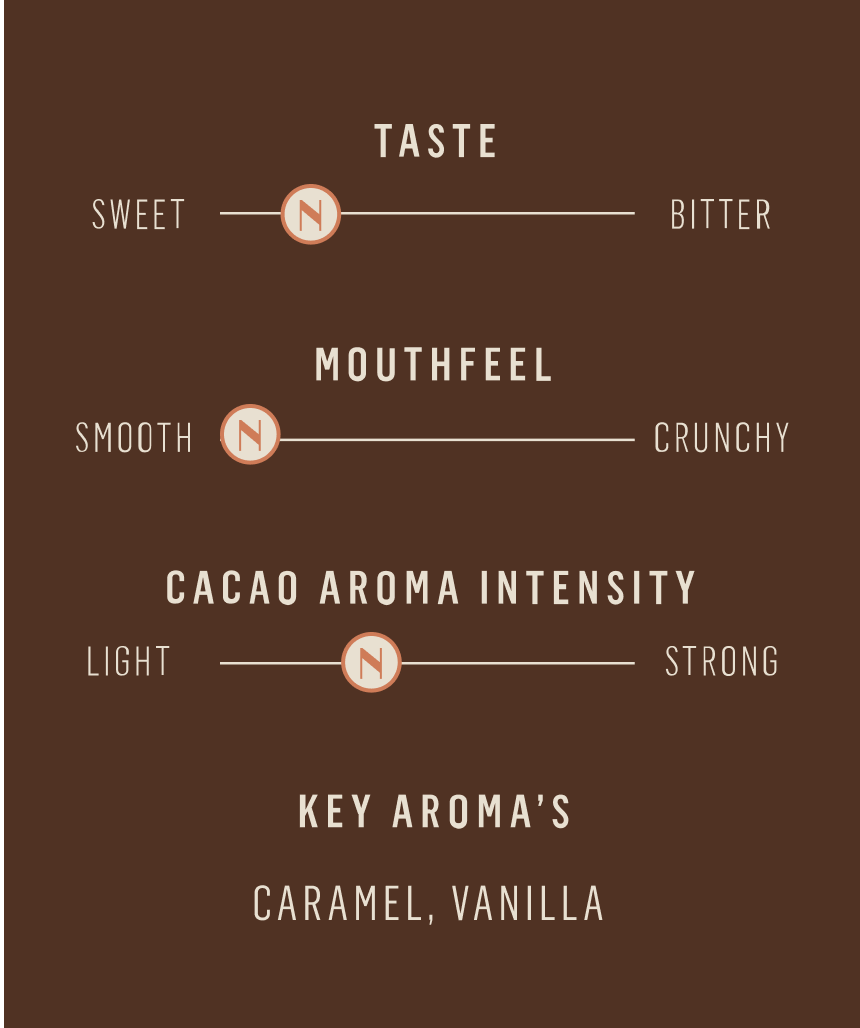 TASTE
SWEET N BITTER
MOUTHFEEL
SMOOTH N CRUNCHY
CACAO AROMA INTENSITY
LIGHT N STRONG
KEY AROMA'S
CARAMEL, VANILLA